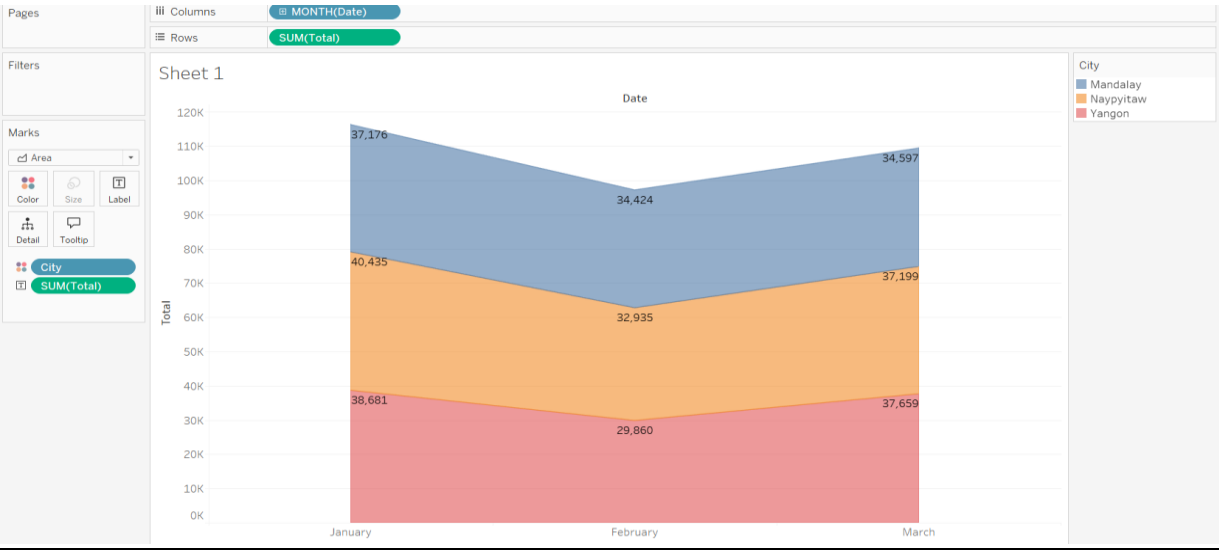 Pages
Columns
MONTH(Date)
Rows
SUM(Total)
Filters
Marks
Area
Color
Size
Label
Detail
Tooltip
City
SUM(Total)
Sheet 1
Date
Total
120K
110K
100K
90K
80K
70K
60K
50K
40K
30K
20K
10K
0K
37,176
34,424
34,597
40,435
32,935
37,199
38,681
29,860
37,659
January
February
March
City
Mandalay
Naypyitaw
Yangon